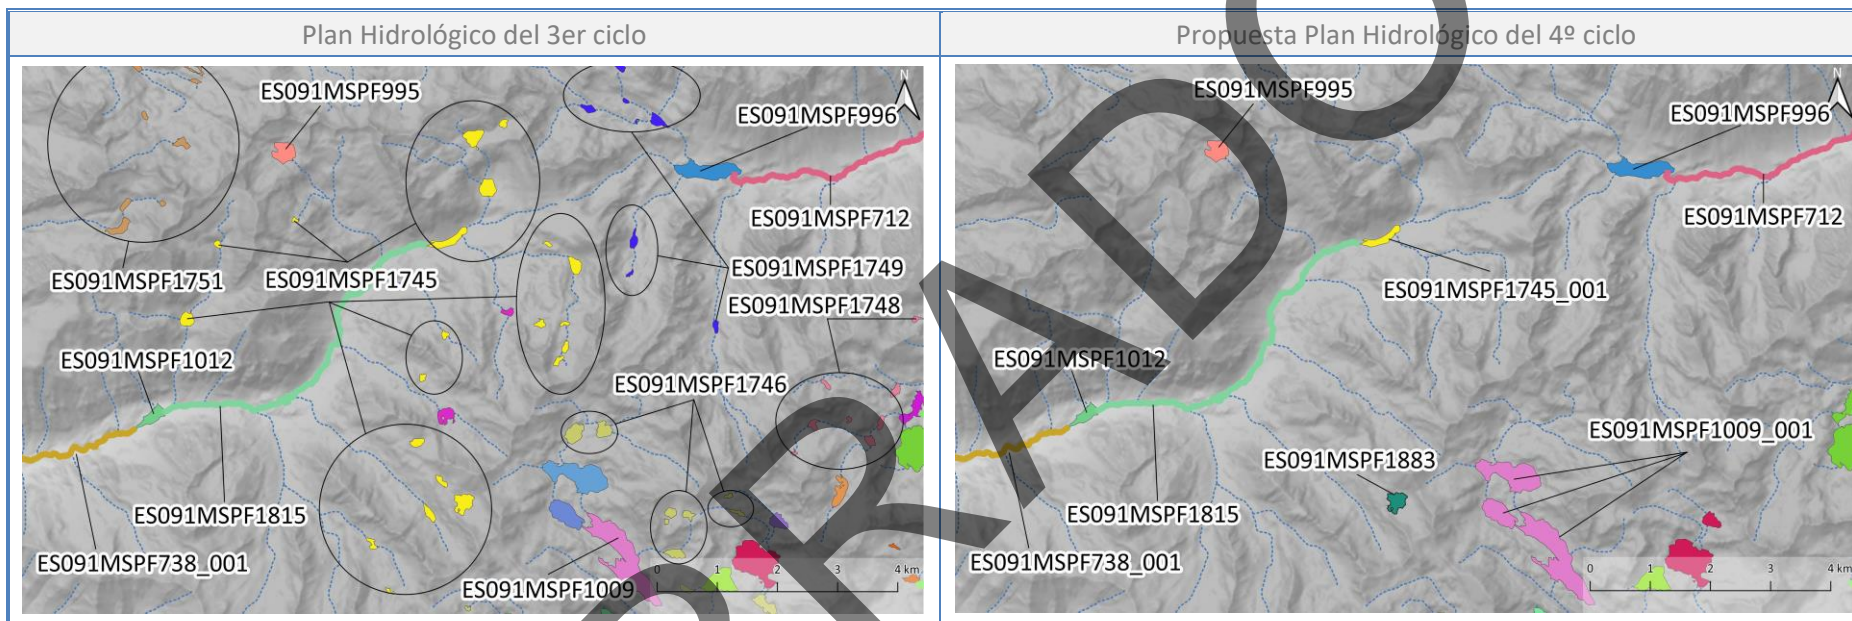 Plan Hidrológico del 3er ciclo
Propuesta Plan Hidrológico del 4º ciclo
ES091MSPF995
ES091MSPF996
N
ES091MSPF712
ES091MSPF1751
ES091MSPF1745
ES091MSPF1749
ES091MSPF1748
ES091MSPF1012
ES091MSPF1746
ES091MSPF1815
ES091MSPF738_001
ES091MSPF1009
0 1 2 3 4 km
ES091MSPF995
ES091MSPF996
N
ES091MSPF712
ES091MSPF1745_001
ES091MSPF1012
ES091MSPF1009_001
ES091MSPF1883
ES091MSPF1815
ES091MSPF738_001
0 1 2 3 4 km
RADO